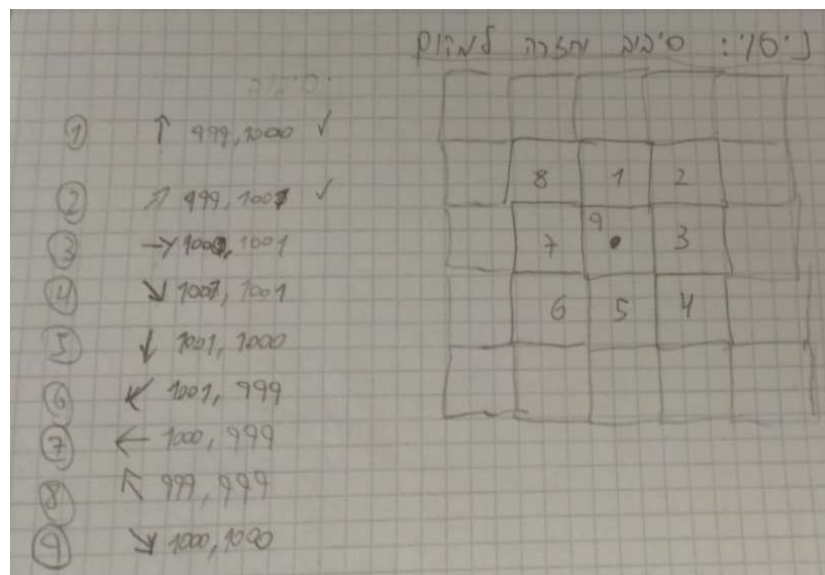 ניסוי: סיבוב וחזרה למקום
① ↑ 999,1000 ✓
② ↗ 999,1001 ✓
③ → 1000,1001
④ ↘ 1001,1001
⑤ ↓ 1001,1000
⑥ ↙ 1001,999
⑦ ← 1000,999
⑧ ↖ 999,999
⑨ ↘ 1000,1000
8 1 2
7 9 3
6 5 4